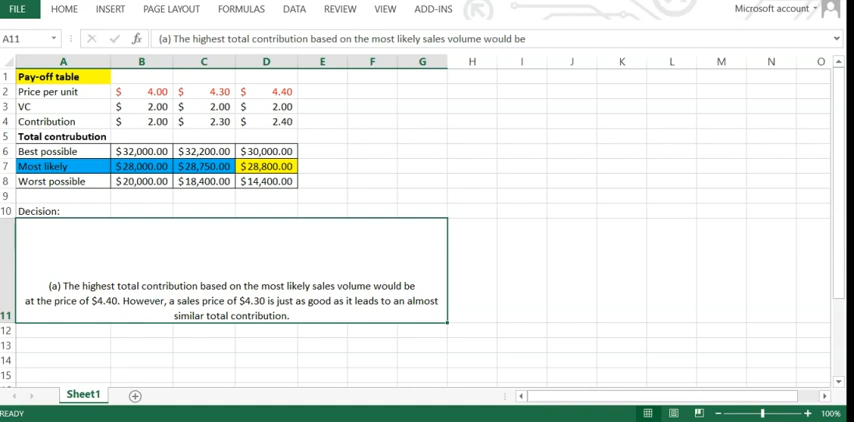 FILE HOME INSERT PAGE LAYOUT FORMULAS DATA REVIEW VIEW ADD-INS Microsoft account
A11 fx (a) The highest total contribution based on the most likely sales volume would be
A B C D E F G H I J K L M N O
1 Pay-off table
2 Price per unit $ 4.00 $ 4.30 $ 4.40
3 VC $ 2.00 $ 2.00 $ 2.00
4 Contribution $ 2.00 $ 2.30 $ 2.40
5 Total contrubution
6 Best possible $32,000.00 $32,200.00 $30,000.00
7 Most likely $28,000.00 $28,750.00 $28,800.00
8 Worst possible $20,000.00 $18,400.00 $14,400.00
9
10 Decision:
(a) The highest total contribution based on the most likely sales volume would be
at the price of $4.40. However, a sales price of $4.30 is just as good as it leads to an almost
11 similar total contribution.
12
13
14
15
Sheet1
READY 100%